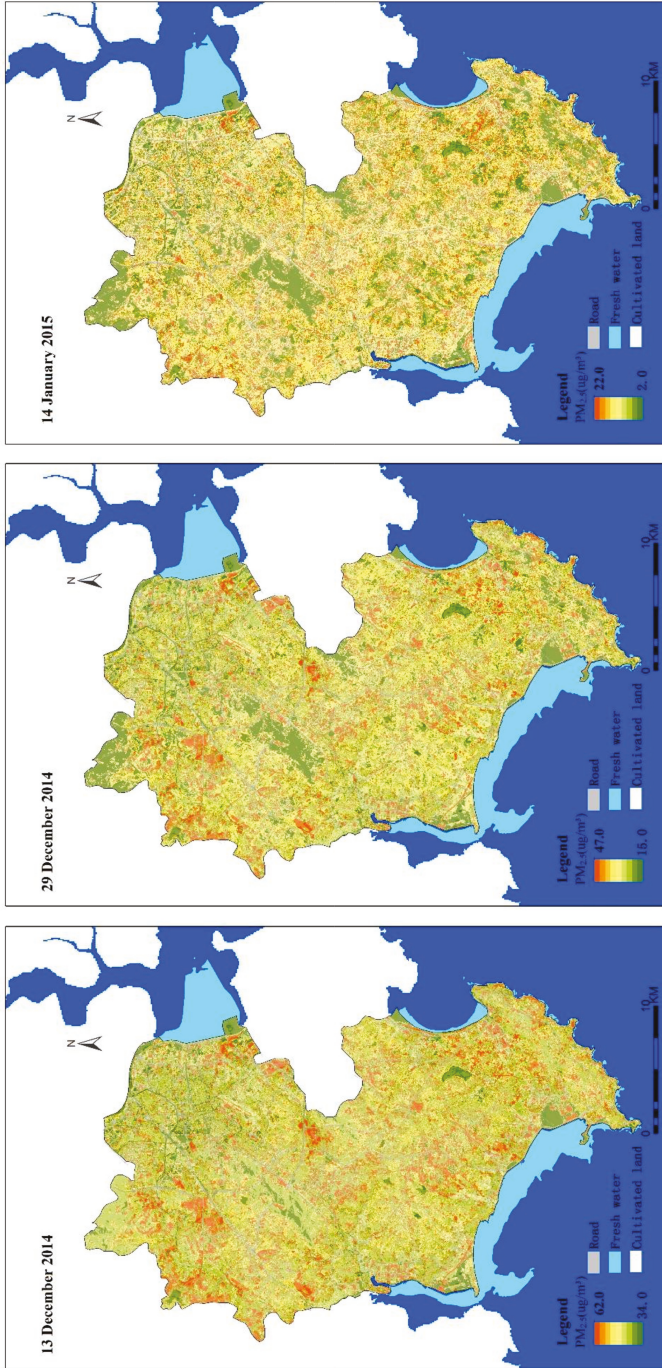 14 January 2015
N
Legend
PM2.5(ug/m³)
22.0
2.0
Road
Fresh water
Cultivated land
0
10
KM
29 December 2014
N
Legend
PM2.5(ug/m³)
47.0
15.0
Road
Fresh water
Cultivated land
0
10
KM
13 December 2014
N
Legend
PM2.5(ug/m³)
62.0
34.0
Road
Fresh water
Cultivated land
0
10
KM